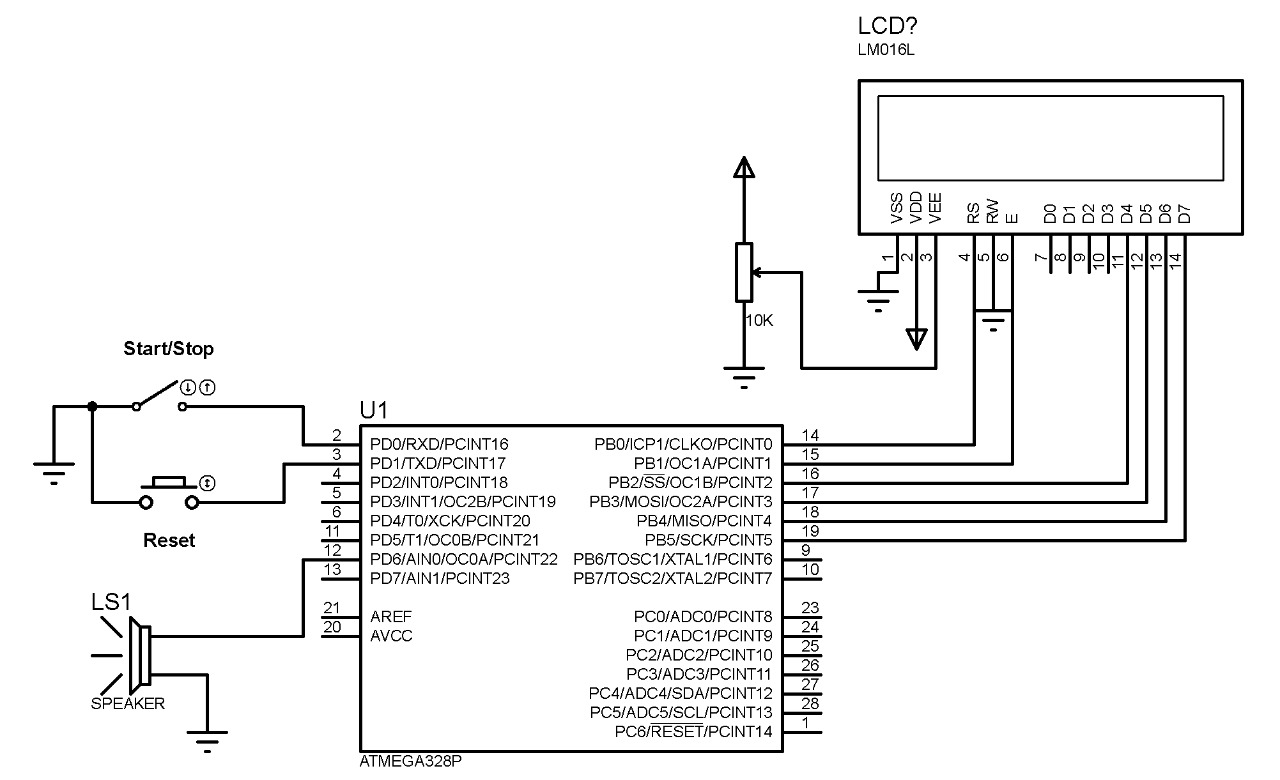 LCD?
LM016L
VSS
VDD
VEE
RS
RW
E
D0
D1
D2
D3
D4
D5
D6
D7
1
2
3
4
5
6
7
8
9
10
11
12
13
14
10K
Start/Stop
Reset
LS1
SPEAKER
U1
2 PD0/RXD/PCINT16
3 PD1/TXD/PCINT17
4 PD2/INT0/PCINT18
5 PD3/INT1/OC2B/PCINT19
6 PD4/T0/XCK/PCINT20
11 PD5/T1/OC0B/PCINT21
12 PD6/AIN0/OC0A/PCINT22
13 PD7/AIN1/PCINT23
21 AREF
20 AVCC
PB0/ICP1/CLKO/PCINT0 14
PB1/OC1A/PCINT1 15
PB2/SS/OC1B/PCINT2 16
PB3/MOSI/OC2A/PCINT3 17
PB4/MISO/PCINT4 18
PB5/SCK/PCINT5 19
PB6/TOSC1/XTAL1/PCINT6 9
PB7/TOSC2/XTAL2/PCINT7 10
PC0/ADC0/PCINT8 23
PC1/ADC1/PCINT9 24
PC2/ADC2/PCINT10 25
PC3/ADC3/PCINT11 26
PC4/ADC4/SDA/PCINT12 27
PC5/ADC5/SCL/PCINT13 28
PC6/RESET/PCINT14 1
ATMEGA328P